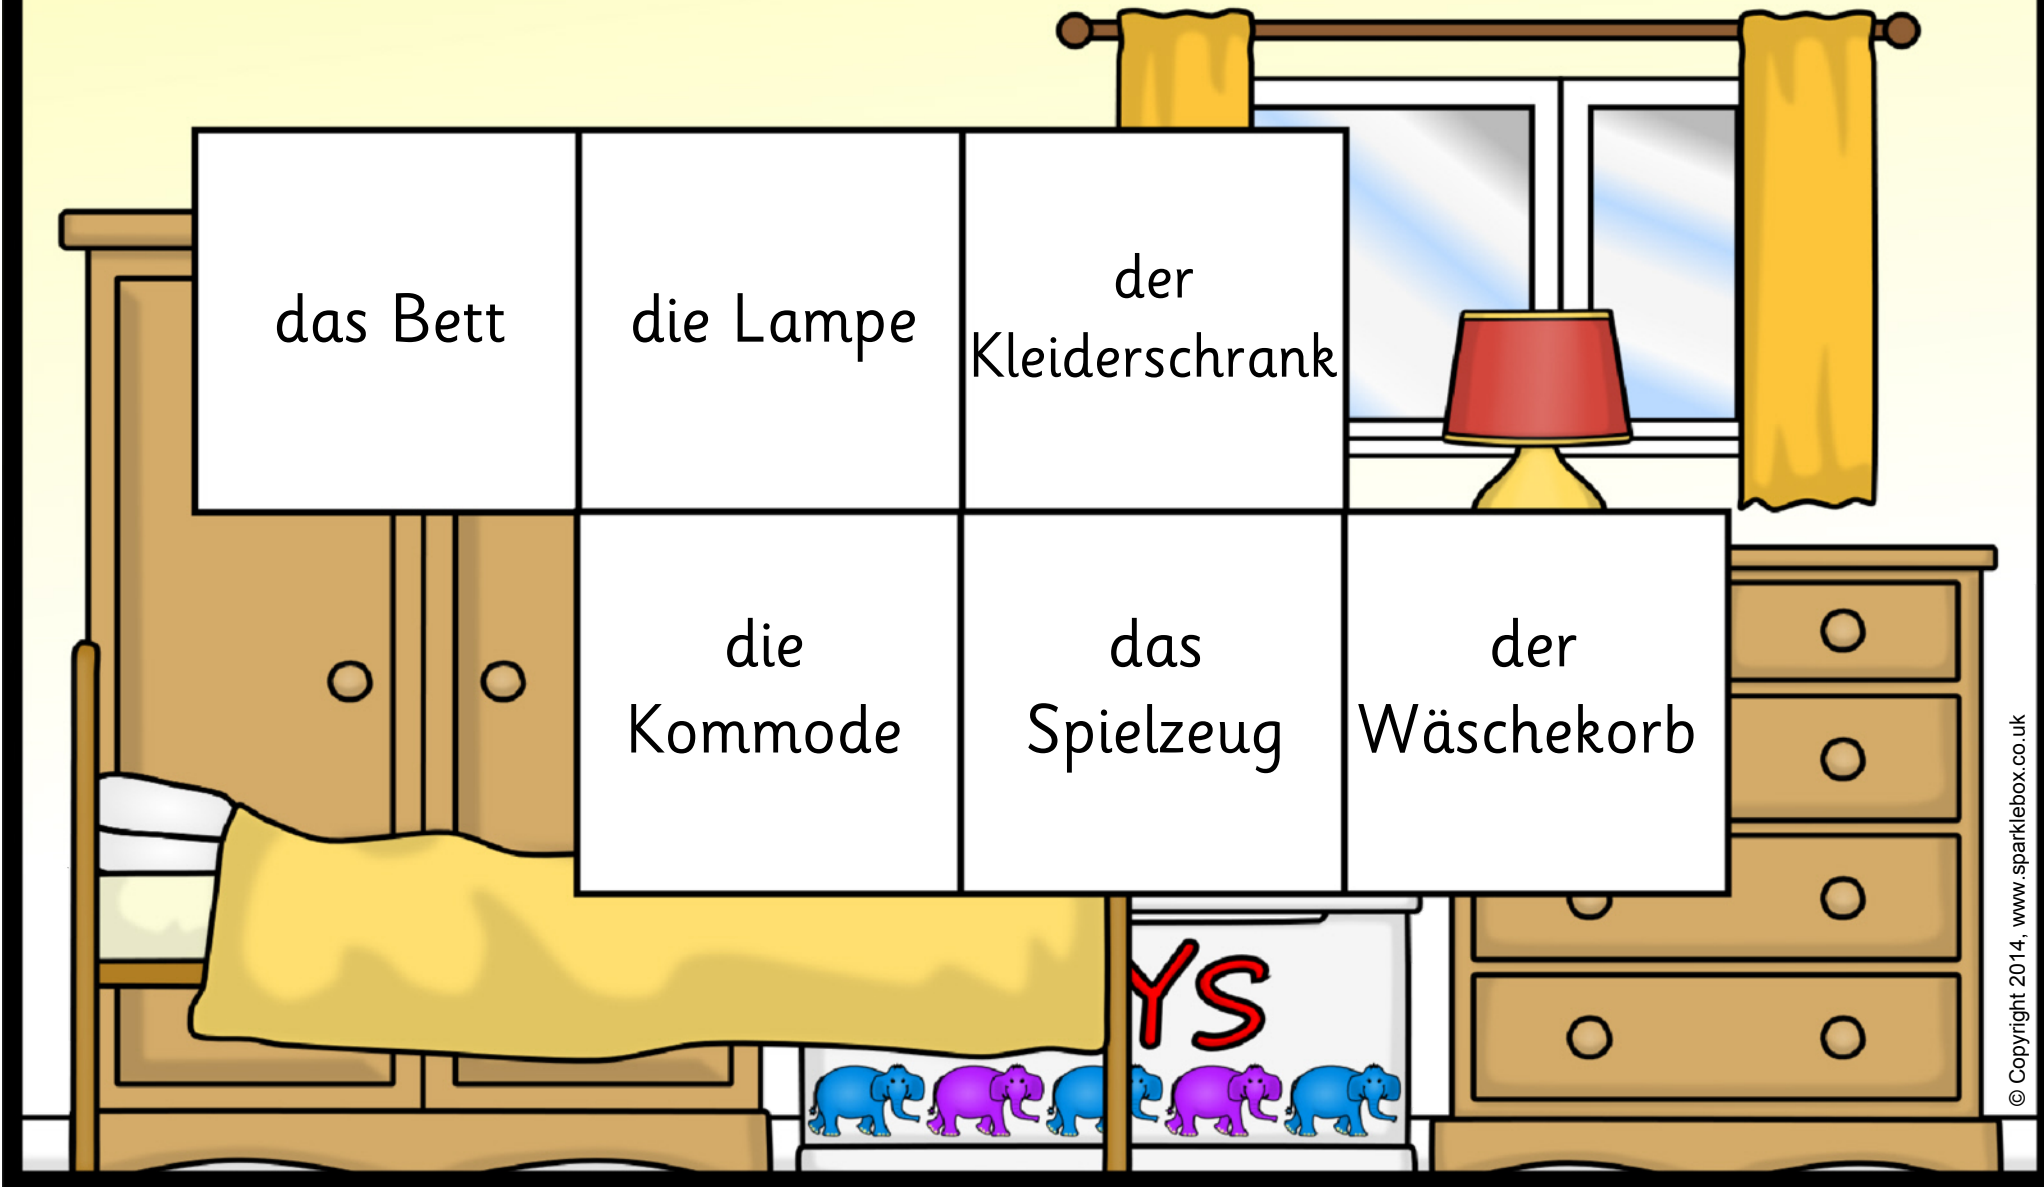 das Bett
die Lampe
der
Kleiderschrank
die
Kommode
das
Spielzeug
der
Wäschekorb
YS
© Copyright 2014, www.sparklebox.co.uk